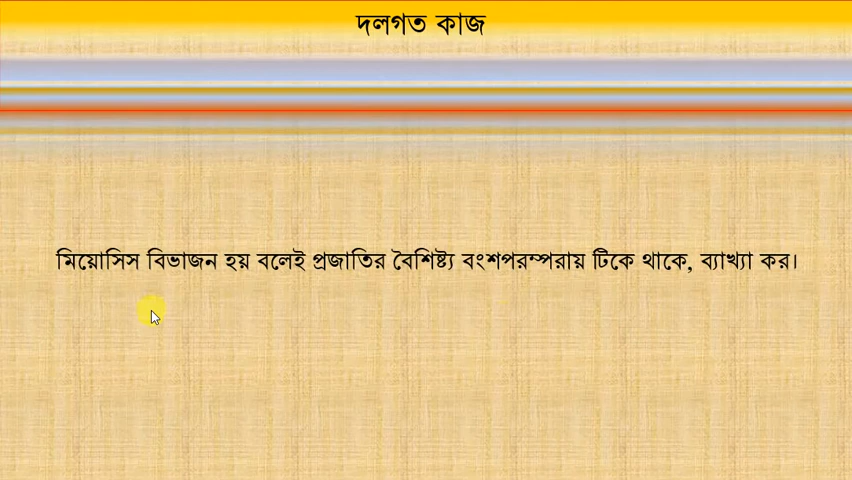 দলগত কাজ
মিয়োসিস বিভাজন হয় বলেই প্রজাতির বৈশিষ্ট্য বংশপরম্পরায় টিকে থাকে, ব্যাখ্যা কর।